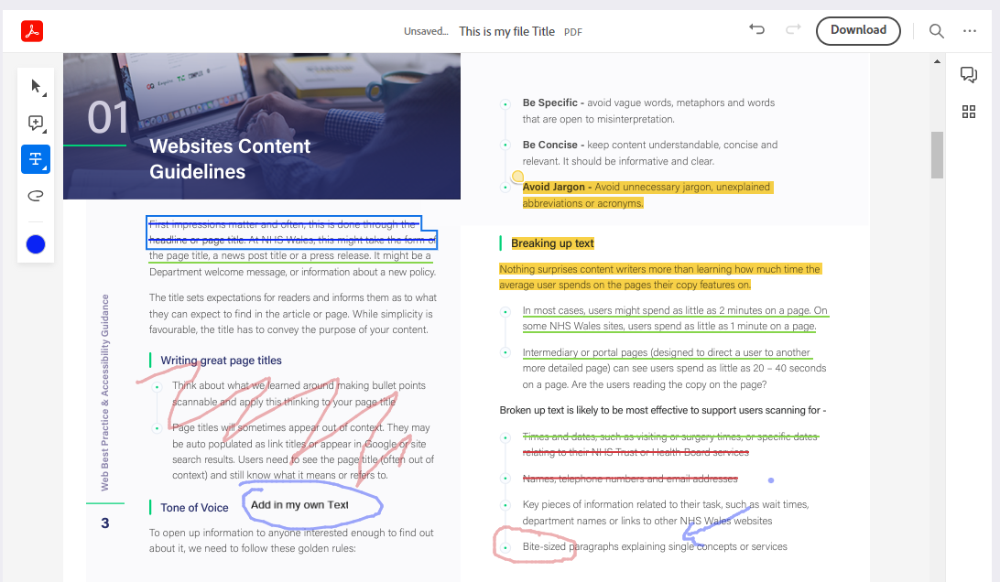 Unsaved...
This is my file Title
PDF
Download
01
Websites Content
Guidelines
First impressions matter and often, this is done through the
headline or page title. At NHS Wales, this might take the form of
the page title, a news post title or a press release. It might be a
Department welcome message, or information about a new policy.
The title sets expectations for readers and informs them as to what
they can expect to find in the article or page. While simplicity is
favourable, the title has to convey the purpose of your content.
Writing great page titles
Think about what we learned around making bullet points
scannable and apply this thinking to your page title
Page titles will sometimes appear out of context. They may
be auto populated as link titles or appear in Google or site
search results. Users need to see the page title (often out of
context) and still know what it means or refers to.
Tone of Voice
Add in my own Text
To open up information to anyone interested enough to find out
about it, we need to follow these golden rules:
Web Best Practice & Accessibility Guidance
3
Be Specific - avoid vague words, metaphors and words
that are open to misinterpretation.
Be Concise - keep content understandable, concise and
relevant. It should be informative and clear.
Avoid Jargon - Avoid unnecessary jargon, unexplained
abbreviations or acronyms.
Breaking up text
Nothing surprises content writers more than learning how much time the
average user spends on the pages their copy features on.
In most cases, users might spend as little as 2 minutes on a page. On
some NHS Wales sites, users spend as little as 1 minute on a page.
Intermediary or portal pages (designed to direct a user to another
more detailed page) can see users spend as little as 20 – 40 seconds
on a page. Are the users reading the copy on the page?
Broken up text is likely to be most effective to support users scanning for -
Times and dates, such as visiting or surgery times, or specific dates
relating to their NHS Trust or Health Board services
Names, telephone numbers and email addresses
Key pieces of information related to their task, such as wait times,
department names or links to other NHS Wales websites
Bite-sized paragraphs explaining single concepts or services